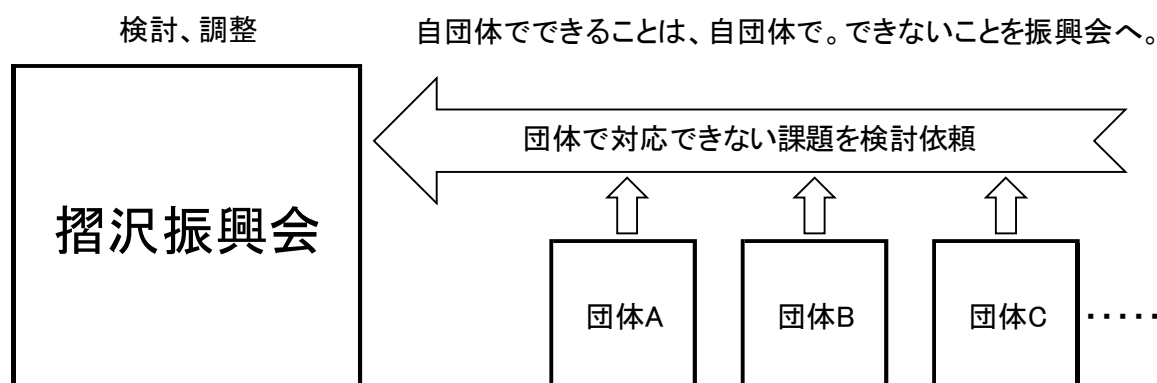 検討、調整
自団体でできることは、自団体で。できないことを振興会へ。
団体で対応できない課題を検討依頼
摺沢振興会
団体A
団体B
団体C
・・・・・